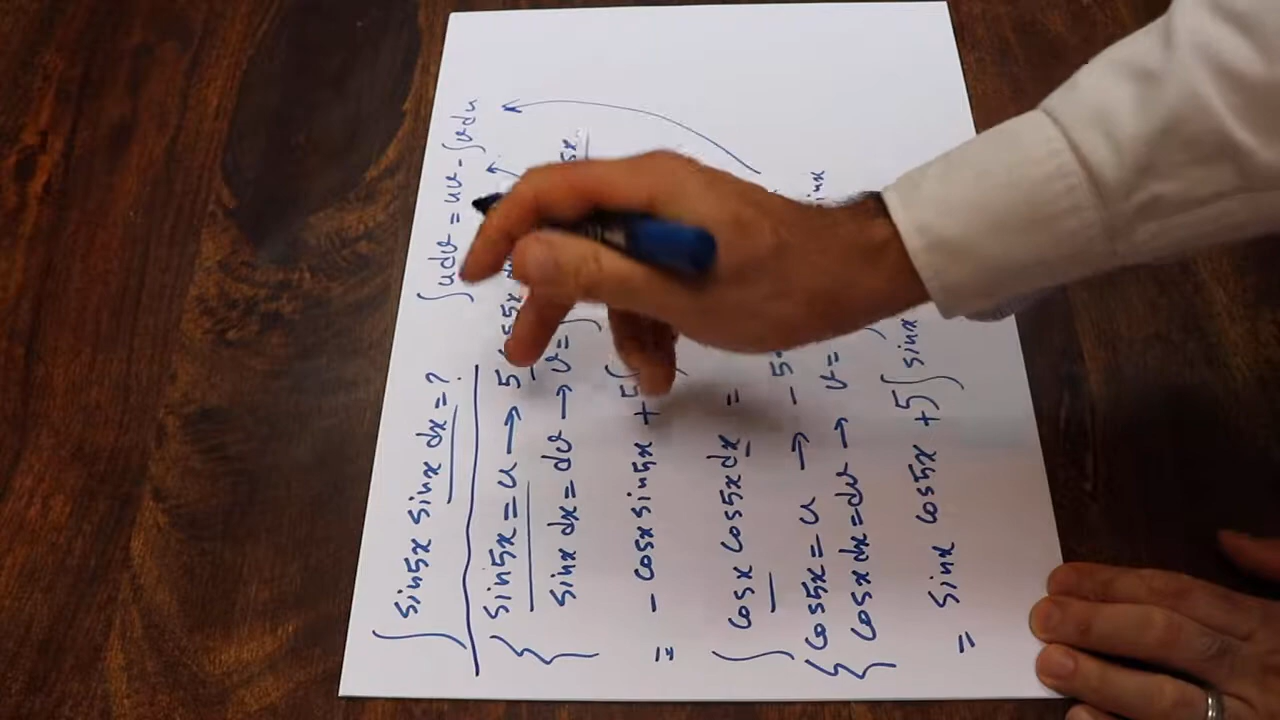 ∫ sin5x sinx dx = ? ∫ udv = uv - ∫ vdu
sin5x = u → 5
sinx dx = dv → v =
= - cosx sin5x + 5 ∫
∫ cosx cos5x dx =
cos5x = u → - 5
cosx dx = dv → v =
= sinx cos5x + 5 ∫ sinx